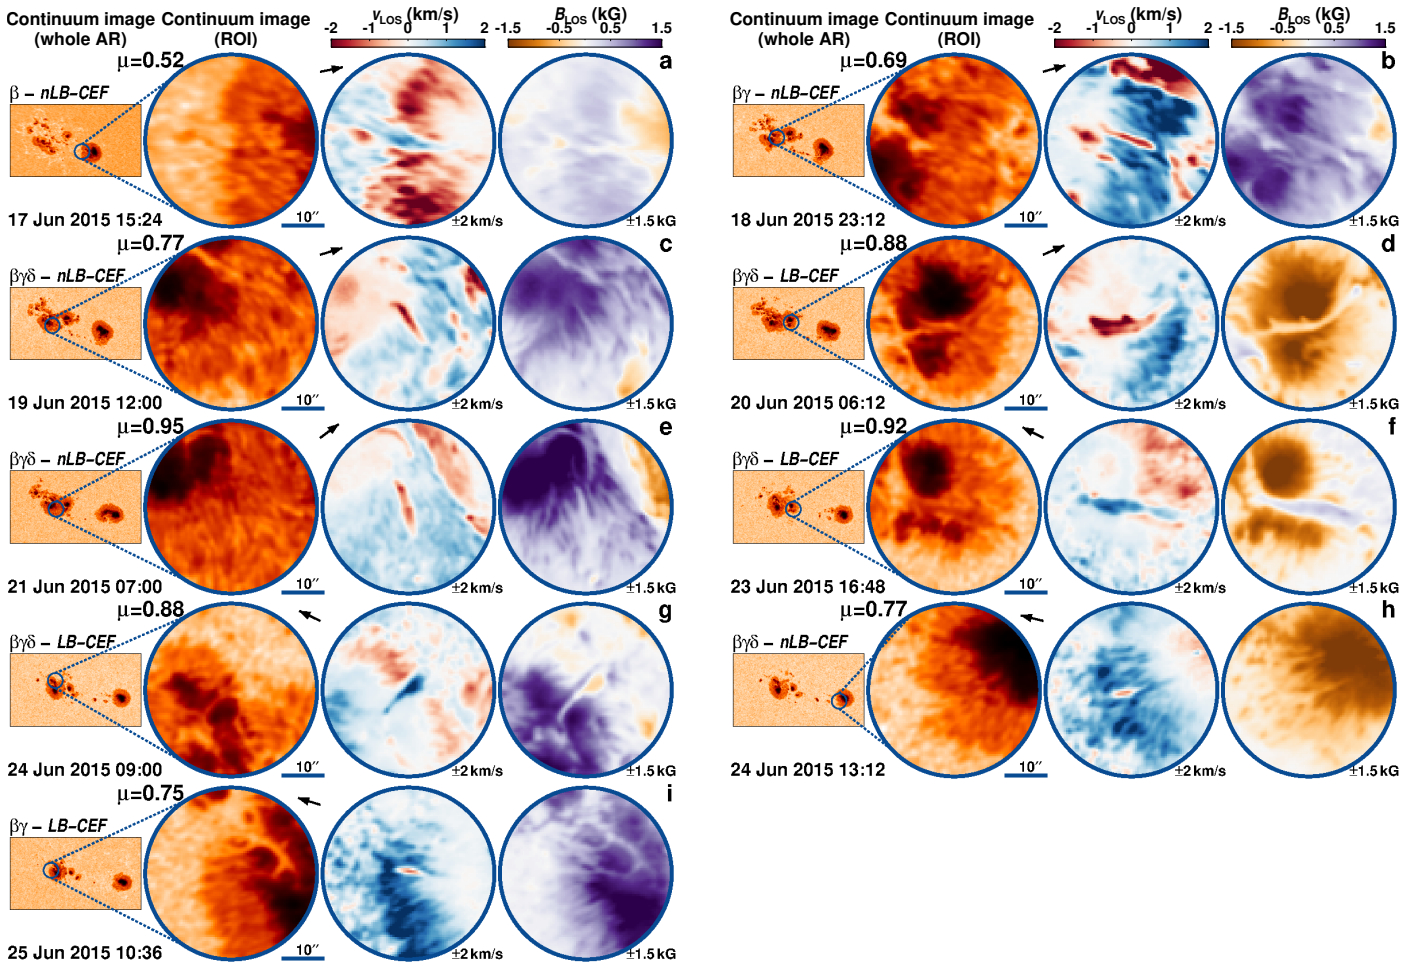 Continuum image (whole AR)
Continuum image (ROI)
v_LOS (km/s)
-2 -1 0 1 2
B_LOS (kG)
-1.5 0 1.5
μ=0.52
a
β – nLB–CEF
17 Jun 2015 15:24
10″
±2 km/s
±1.5 kG
Continuum image (whole AR)
Continuum image (ROI)
v_LOS (km/s)
-2 -1 0 1 2
B_LOS (kG)
-1.5 0 1.5
μ=0.69
b
βγ – nLB–CEF
18 Jun 2015 23:12
10″
±2 km/s
±1.5 kG
μ=0.77
c
βγδ – nLB–CEF
19 Jun 2015 12:00
10″
±2 km/s
±1.5 kG
μ=0.88
d
βγδ – LB–CEF
20 Jun 2015 06:12
10″
±2 km/s
±1.5 kG
μ=0.95
e
βγδ – nLB–CEF
21 Jun 2015 07:00
10″
±2 km/s
±1.5 kG
μ=0.92
f
βγδ – LB–CEF
23 Jun 2015 16:48
10″
±2 km/s
±1.5 kG
μ=0.88
g
βγδ – LB–CEF
24 Jun 2015 09:00
10″
±2 km/s
±1.5 kG
μ=0.77
h
βγδ – nLB–CEF
24 Jun 2015 13:12
10″
±2 km/s
±1.5 kG
μ=0.75
i
βγ – LB–CEF
25 Jun 2015 10:36
10″
±2 km/s
±1.5 kG